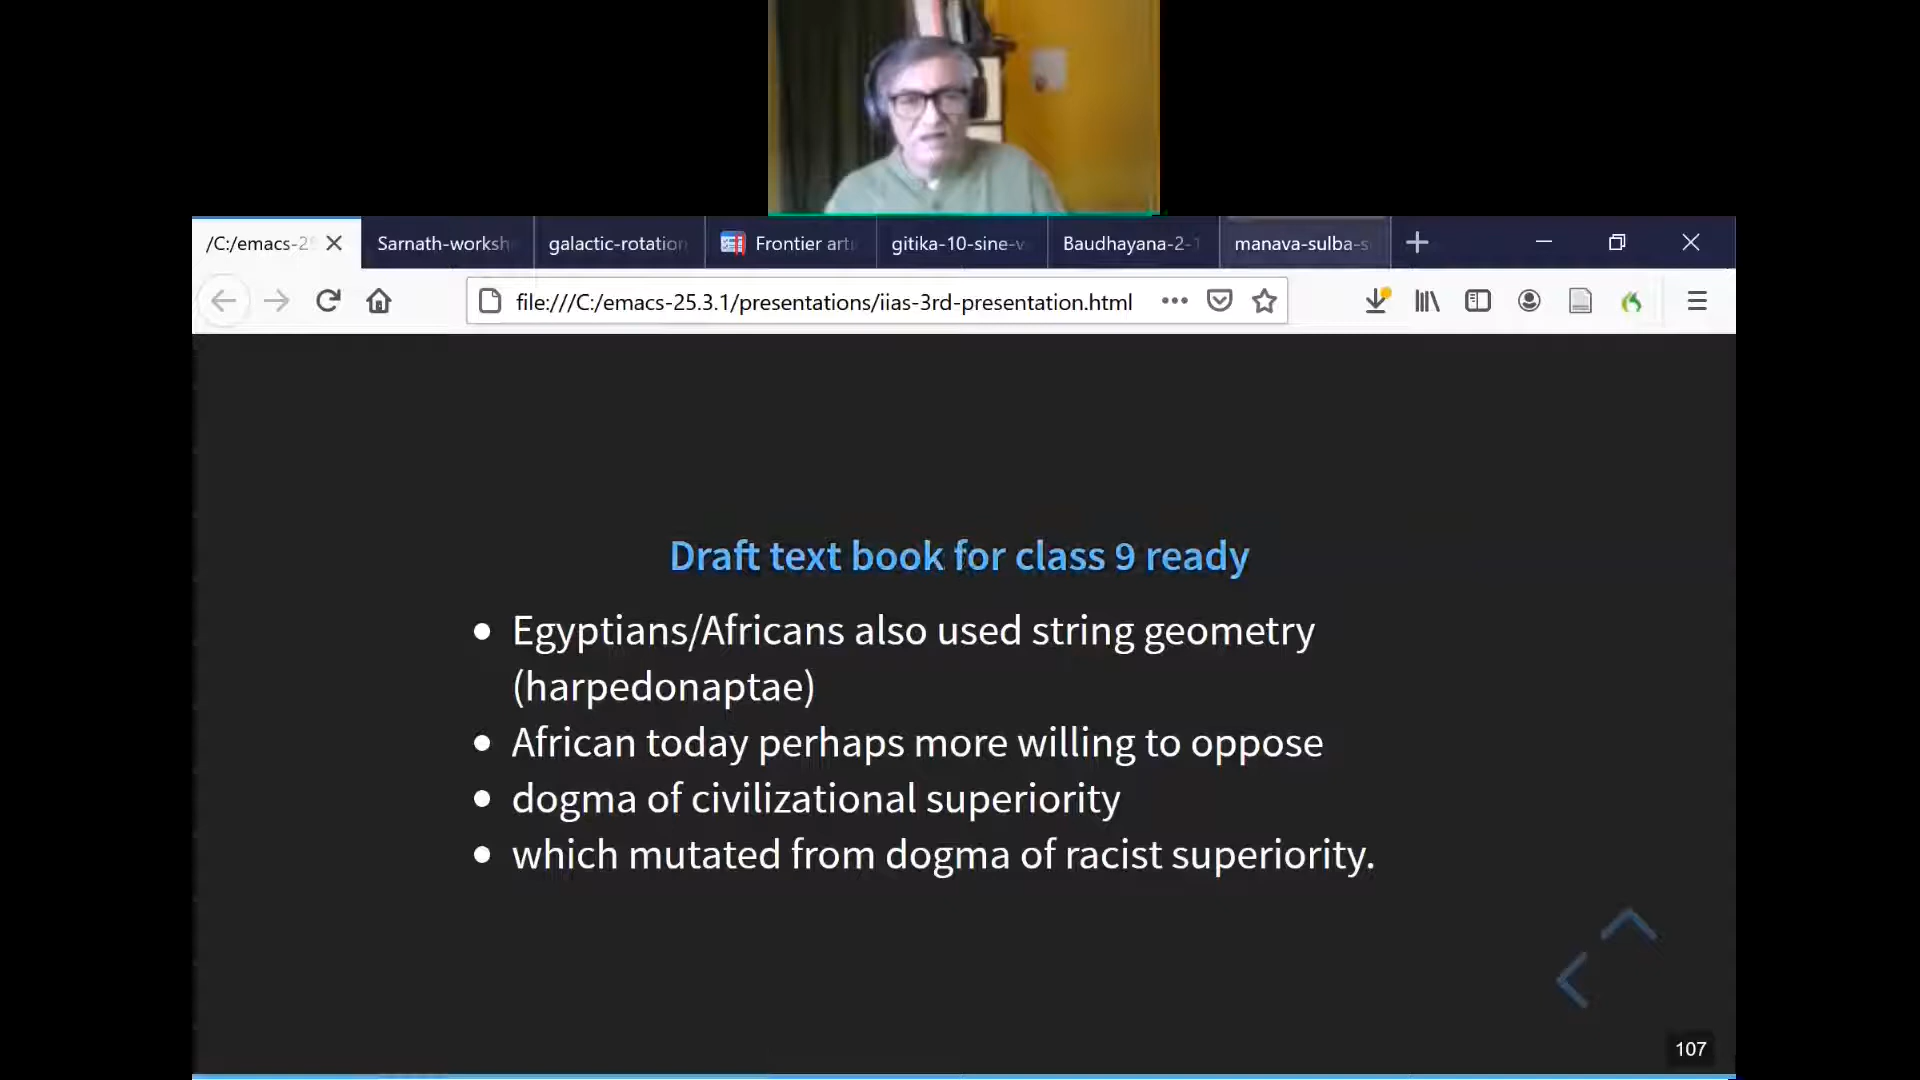 /C:/emacs-25
Sarnath-worksh
galactic-rotation
Frontier art
gitika-10-sine-v
Baudhayana-2-1
manava-sulba-s
file:///C:/emacs-25.3.1/presentations/iias-3rd-presentation.html
Draft text book for class 9 ready
Egyptians/Africans also used string geometry
(harpedonaptae)
African today perhaps more willing to oppose
dogma of civilizational superiority
which mutated from dogma of racist superiority.
107